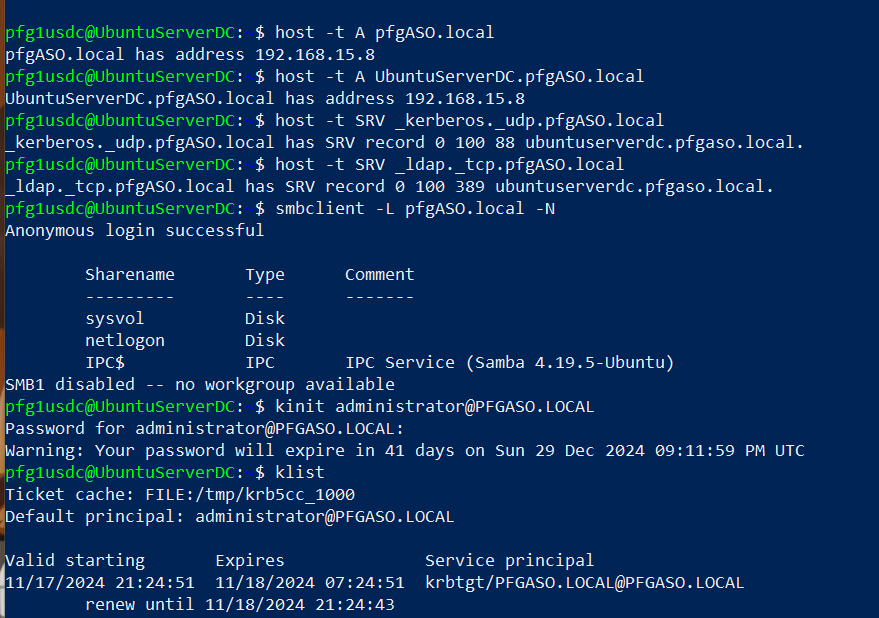 pfg1usdc@UbuntuServerDC:~$ host -t A pfgASO.local
pfgASO.local has address 192.168.15.8
pfg1usdc@UbuntuServerDC:~$ host -t A UbuntuServerDC.pfgASO.local
UbuntuServerDC.pfgASO.local has address 192.168.15.8
pfg1usdc@UbuntuServerDC:~$ host -t SRV _kerberos._udp.pfgASO.local
_kerberos._udp.pfgASO.local has SRV record 0 100 88 ubuntuserverdc.pfgaso.local.
pfg1usdc@UbuntuServerDC:~$ host -t SRV _ldap._tcp.pfgASO.local
_ldap._tcp.pfgASO.local has SRV record 0 100 389 ubuntuserverdc.pfgaso.local.
pfg1usdc@UbuntuServerDC:~$ smbclient -L pfgASO.local -N
Anonymous login successful
Sharename Type Comment
--------- ---- -------
sysvol Disk
netlogon Disk
IPC$ IPC IPC Service (Samba 4.19.5-Ubuntu)
SMB1 disabled -- no workgroup available
pfg1usdc@UbuntuServerDC:~$ kinit administrator@PFGASO.LOCAL
Password for administrator@PFGASO.LOCAL:
Warning: Your password will expire in 41 days on Sun 29 Dec 2024 09:11:59 PM UTC
pfg1usdc@UbuntuServerDC:~$ klist
Ticket cache: FILE:/tmp/krb5cc_1000
Default principal: administrator@PFGASO.LOCAL
Valid starting Expires Service principal
11/17/2024 21:24:51 11/18/2024 07:24:51 krbtgt/PFGASO.LOCAL@PFGASO.LOCAL
renew until 11/18/2024 21:24:43